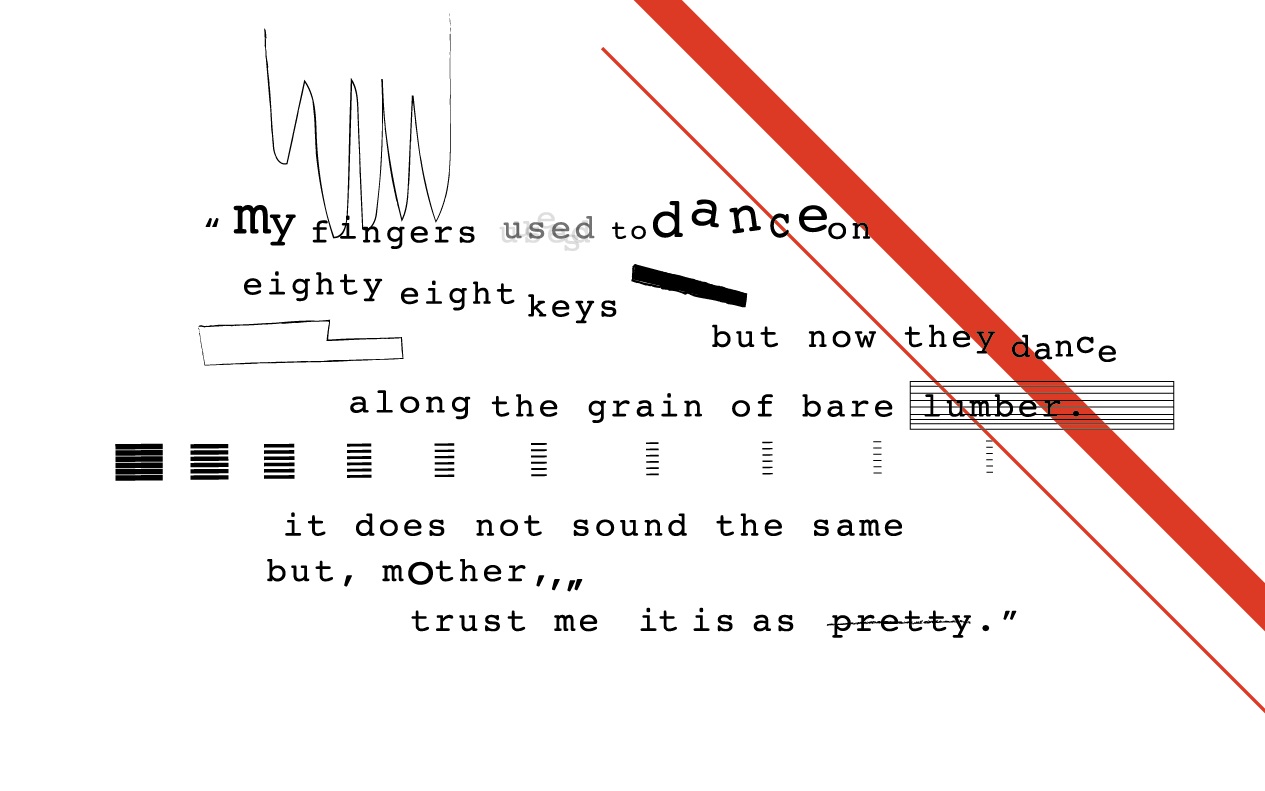 “my fingers used to dance on
eighty eight keys
but now they dance
along the grain of bare lumber.
it does not sound the same
but, mother,,,,
trust me it is as pretty.”